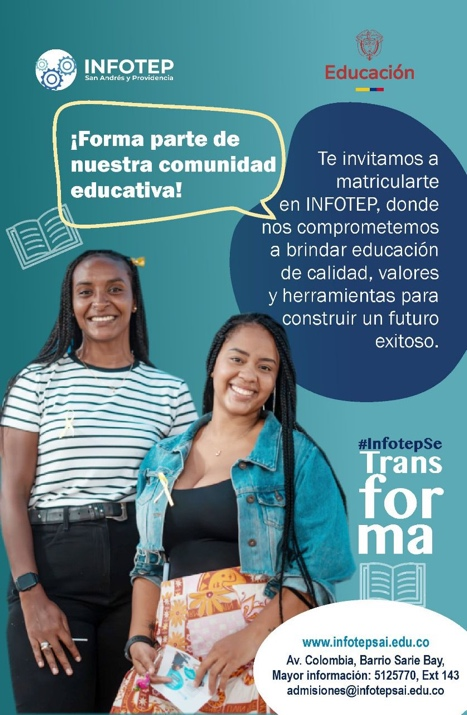 INFOTEP
San Andrés y Providencia
Educación
¡Forma parte de
nuestra comunidad
educativa!
Te invitamos a
matricularte
en INFOTEP, donde
nos comprometemos
a brindar educación
de calidad, valores
y herramientas para
construir un futuro
exitoso.
#InfotepSe
Trans
for
ma
www.infotepsai.edu.co
Av. Colombia, Barrio Sarie Bay,
Mayor información: 5125770, Ext 143
admisiones@infotepsai.edu.co